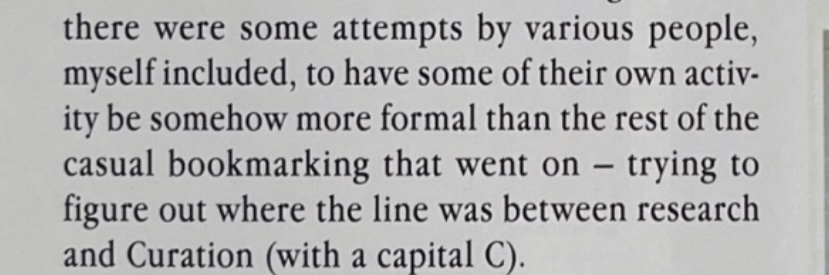 there were some attempts by various people,
myself included, to have some of their own activ-
ity be somehow more formal than the rest of the
casual bookmarking that went on – trying to
figure out where the line was between research
and Curation (with a capital C).